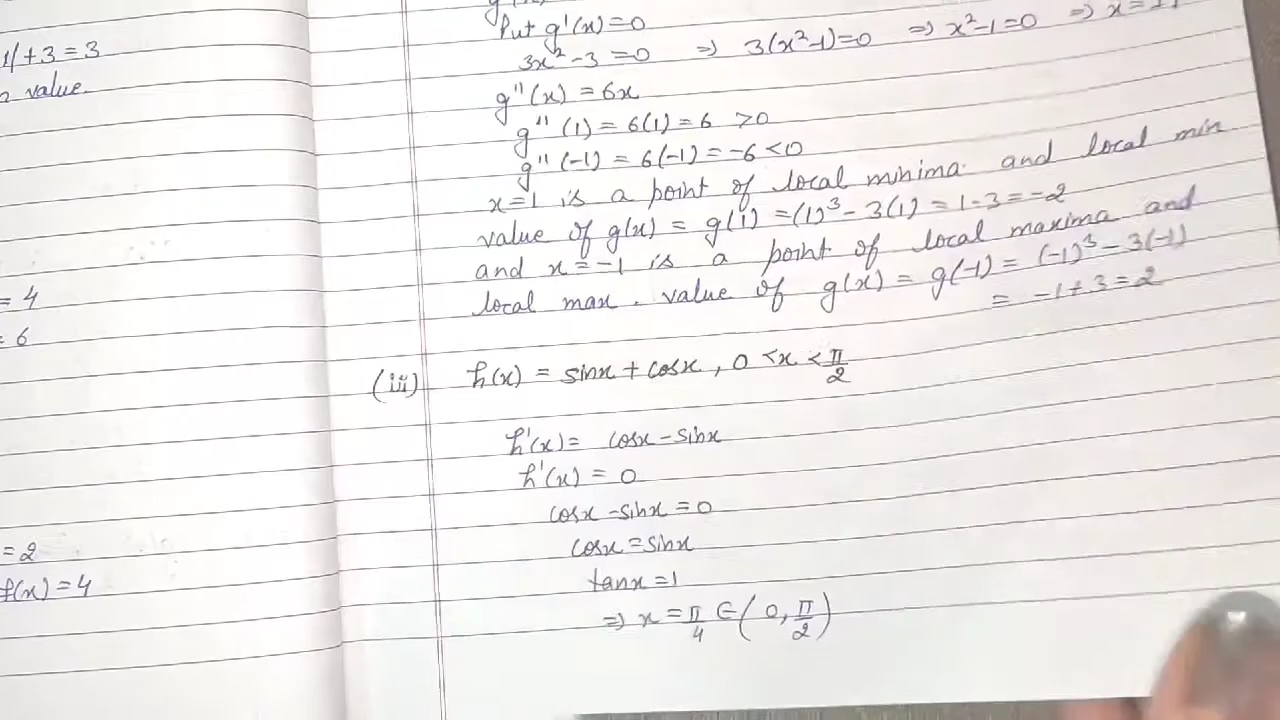 1/+3=3
value.
= 4
= 6
= 2
f(x) = 4
Put g'(x) = 0
3x² - 3 = 0 ⇒ 3(x²-1)=0 ⇒ x²-1=0 ⇒ x =
g''(x) = 6x
g''(1) = 6(1) = 6 >0
g''(-1) = 6(-1) = -6 <0
x=1 is a point of local minima. and local min
value of g(x) = g(1) = (1)³ - 3(1) = 1-3 = -2
and x = -1 is a point of local maxima and
local max. value of g(x) = g(-1) = (-1)³ - 3(-1)
= -1+3 = 2
(iii) h(x) = sinx + cosx, 0 < x < π/2
h'(x) = cosx - sinx
h'(x) = 0
cosx - sinx = 0
cosx = sinx
tanx = 1
⇒ x = π/4 ∈ (0, π/2)